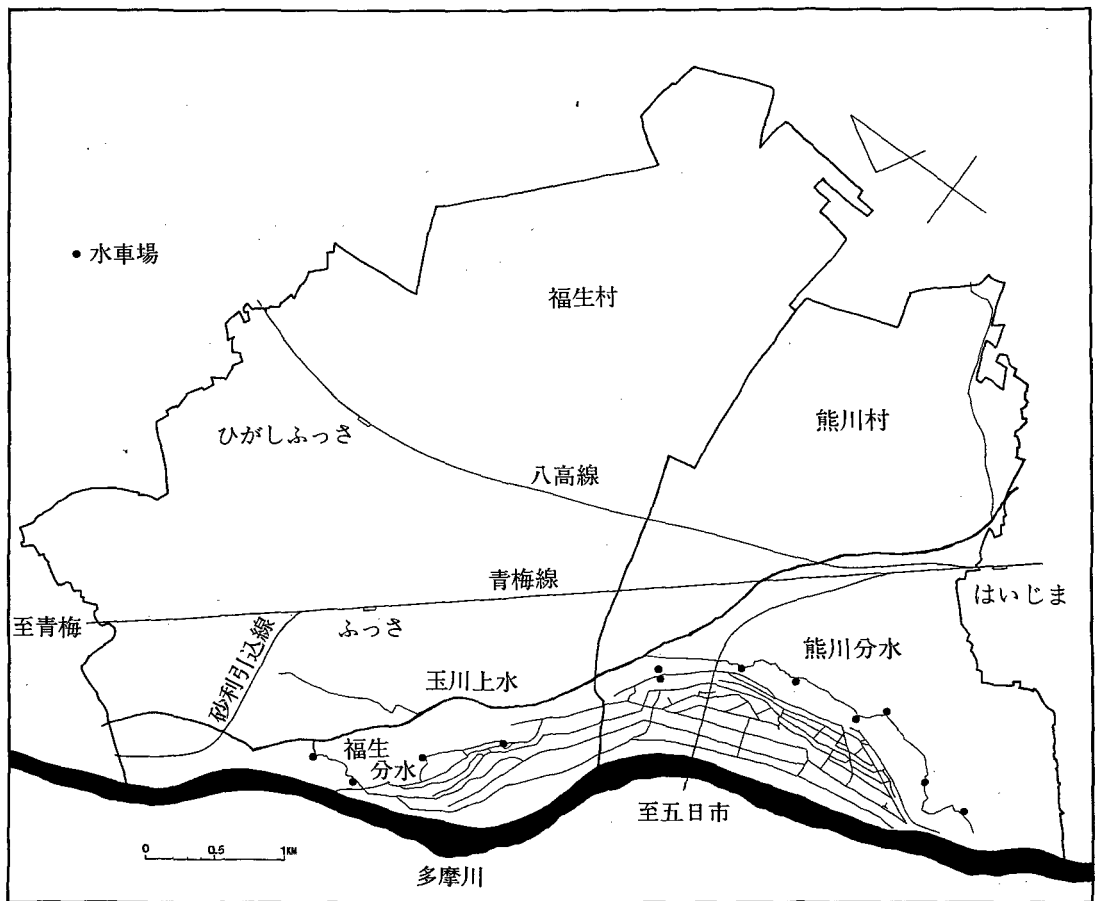 ● 水車場
福生村
熊川村
ひがしふっさ
八高線
青梅線
はいじま
至青梅
ふっさ
砂利引込線
熊川分水
玉川上水
福生
分水
至五日市
0 0.5 1KM
多摩川